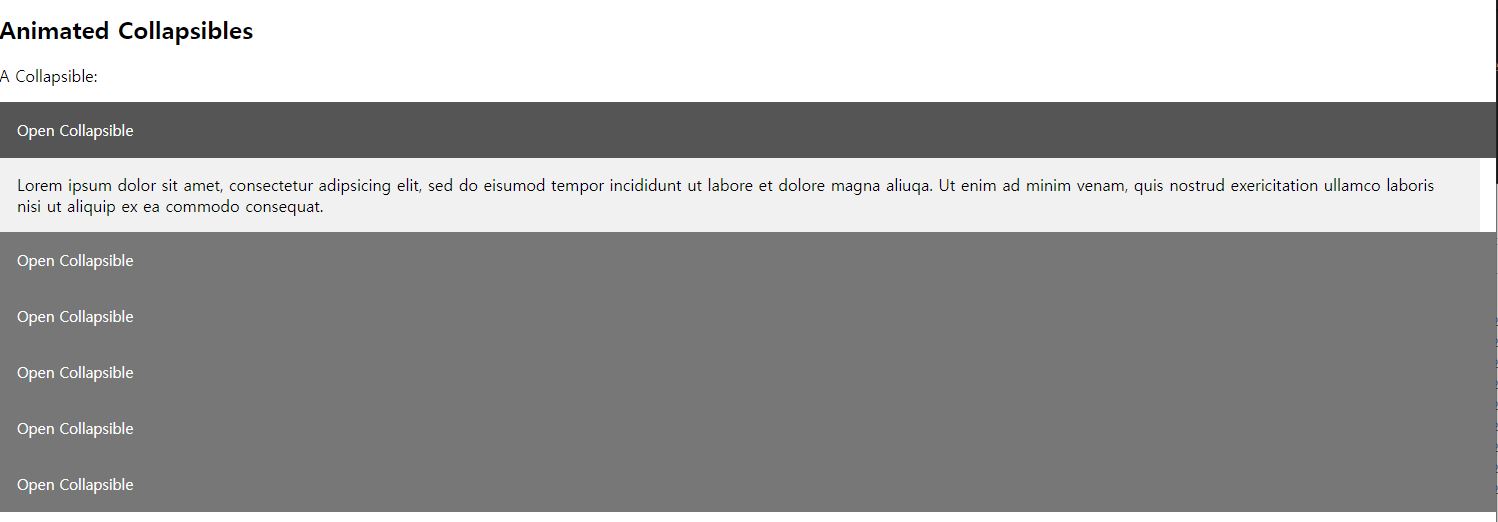 Animated Collapsibles
A Collapsible:
Open Collapsible
Lorem ipsum dolor sit amet, consectetur adipsicing elit, sed do eisumod tempor incididunt ut labore et dolore magna aliuqa. Ut enim ad minim venam, quis nostrud exericitation ullamco laboris
nisi ut aliquip ex ea commodo consequat.
Open Collapsible
Open Collapsible
Open Collapsible
Open Collapsible
Open Collapsible